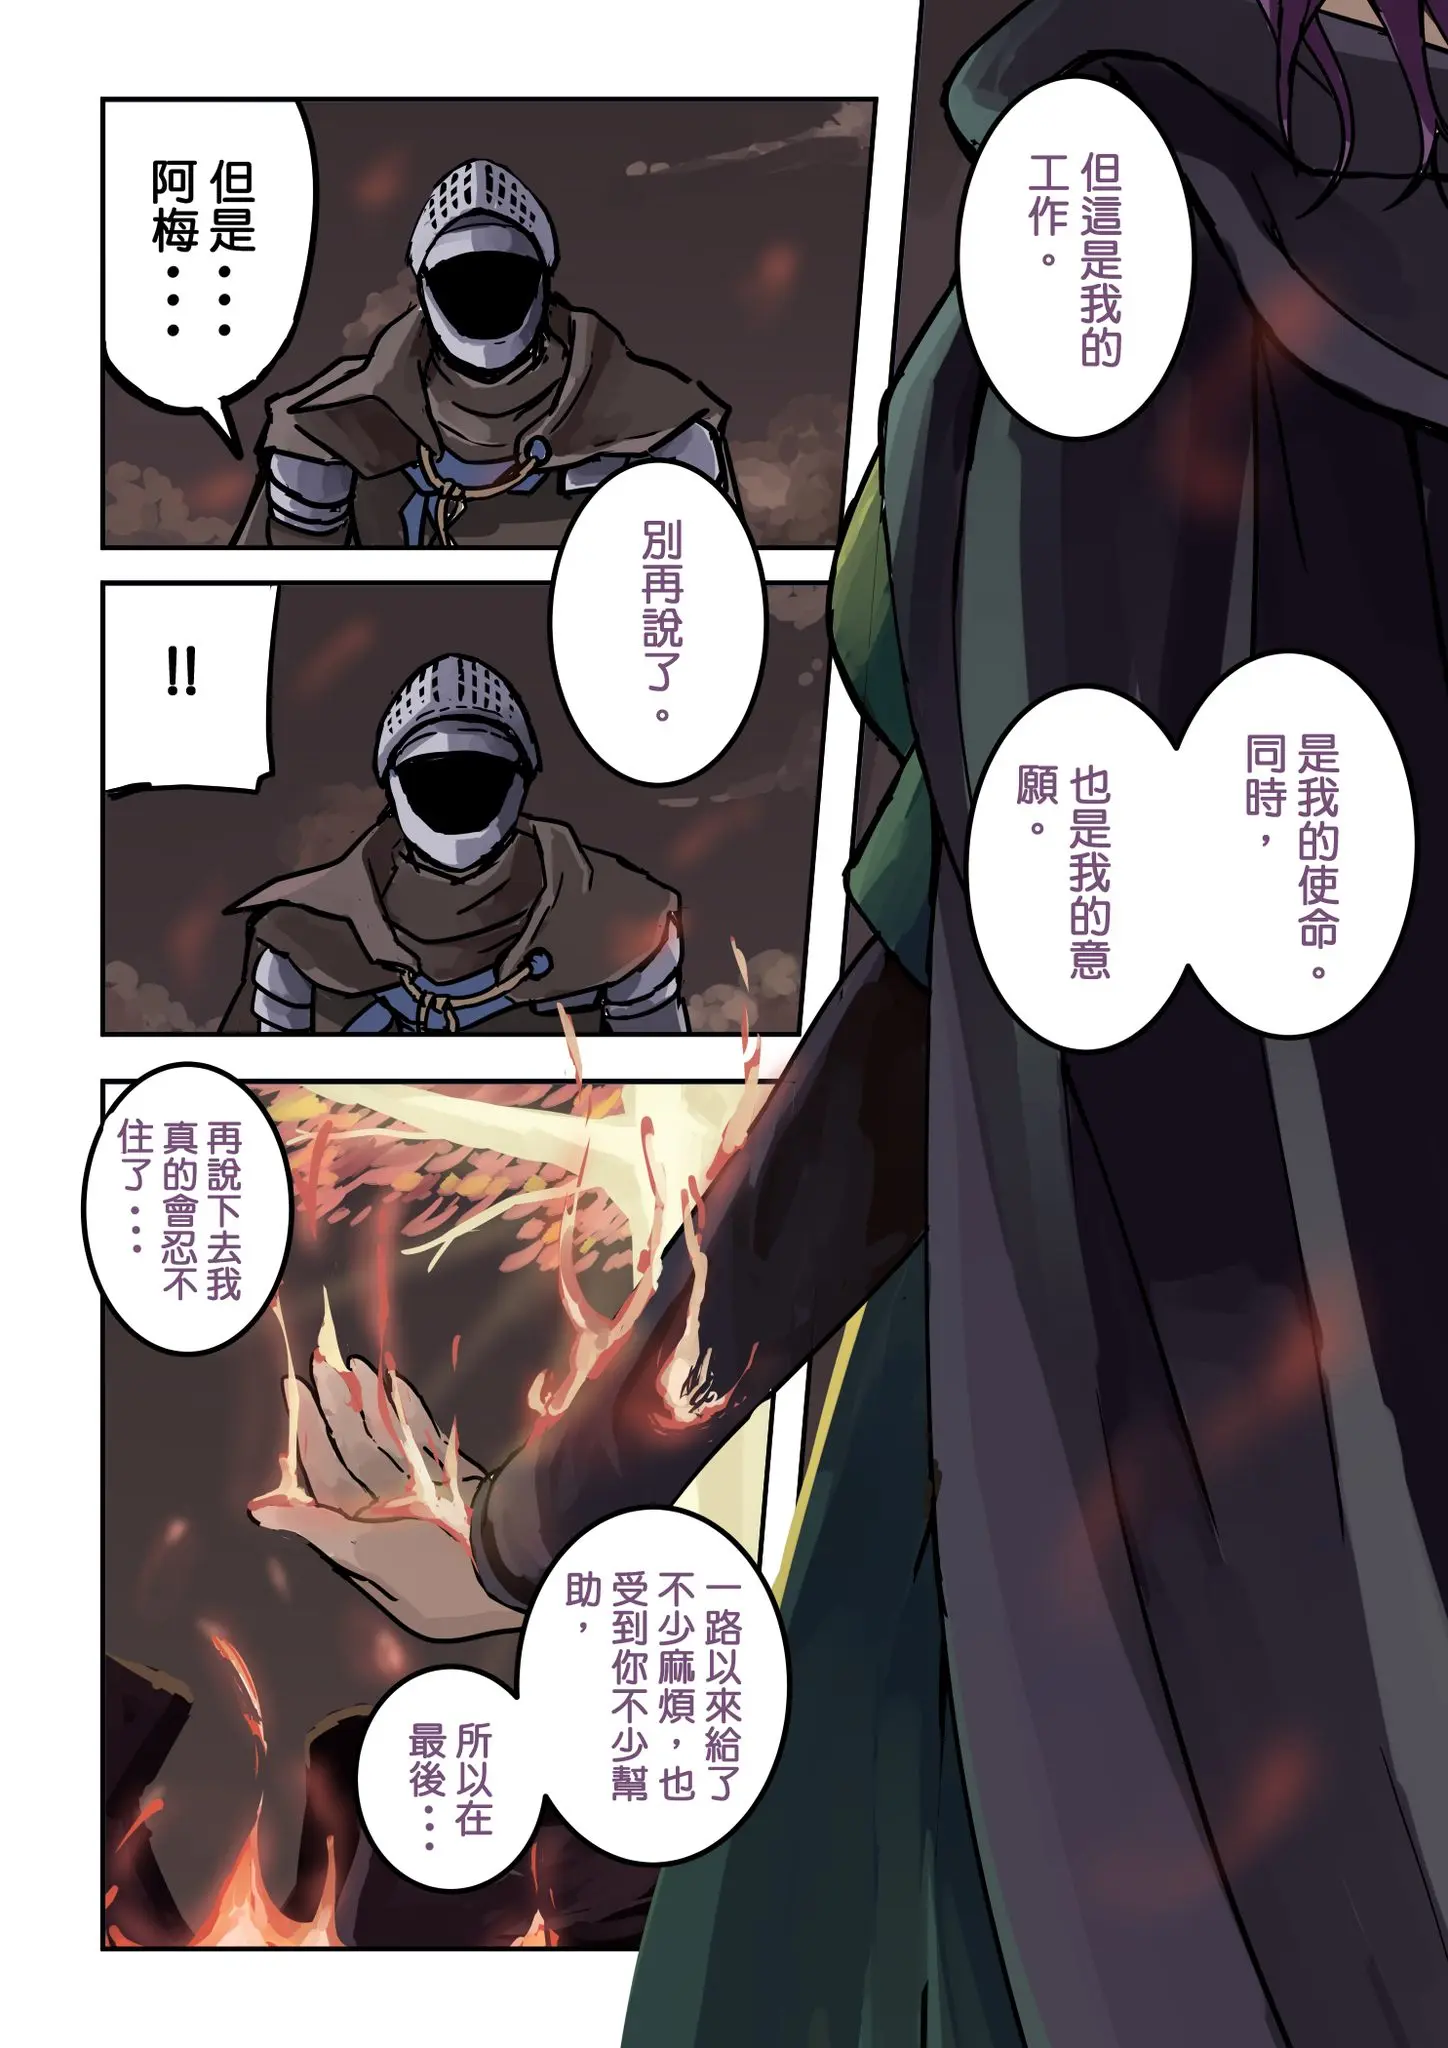 但這是我的
工作。
是我的使命。
同時，
也是我的意
願。
但是‥‥
阿梅‥‥
別再說了。
!!
再說下去我
真的會忍不
住了‥‥
一路以來給了
不少麻煩，也
受到你不少幫
助，
所以在
最後‥‥